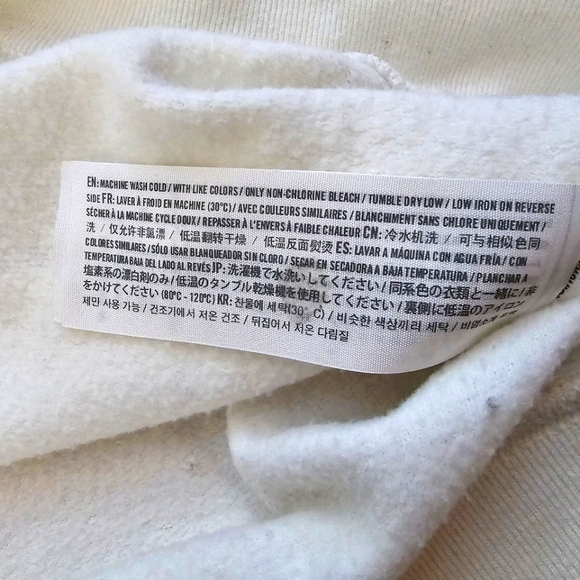 EN: MACHINE WASH COLD / WITH LIKE COLORS / ONLY NON-CHLORINE BLEACH / TUMBLE DRY LOW / LOW IRON ON REVERSE
SIDE FR: LAVER À FROID EN MACHINE (30°C) / AVEC COULEURS SIMILAIRES / BLANCHIMENT SANS CHLORE UNIQUEMENT /
SÉCHER À LA MACHINE CYCLE DOUX / REPASSER À L'ENVERS À FAIBLE CHALEUR CN: 冷水机洗 / 可与相似色同
洗 / 仅允许非氯漂 / 低温翻转干燥 / 低温反面熨烫 ES: LAVAR A MÁQUINA CON AGUA FRÍA / CON
COLORES SIMILARES / SÓLO USAR BLANQUEADOR SIN CLORO / SECAR EN SECADORA A BAJA TEMPERATURA / PLANCHAR A
TEMPERATURA BAJA DEL LADO AL REVÉS JP: 洗濯機で水洗いしてください / 同系色の衣類と一緒に / 非
塩素系の漂白剤のみ / 低温のタンブル乾燥機を使用してください / 裏側に低温のアイロン
をかけてください (80°C - 120°C) KR: 찬물에 세탁(30°C) / 비슷한 색상끼리 세탁 /
제만 사용 가능 / 건조기에서 저온 건조 / 뒤집어서 저온 다림질